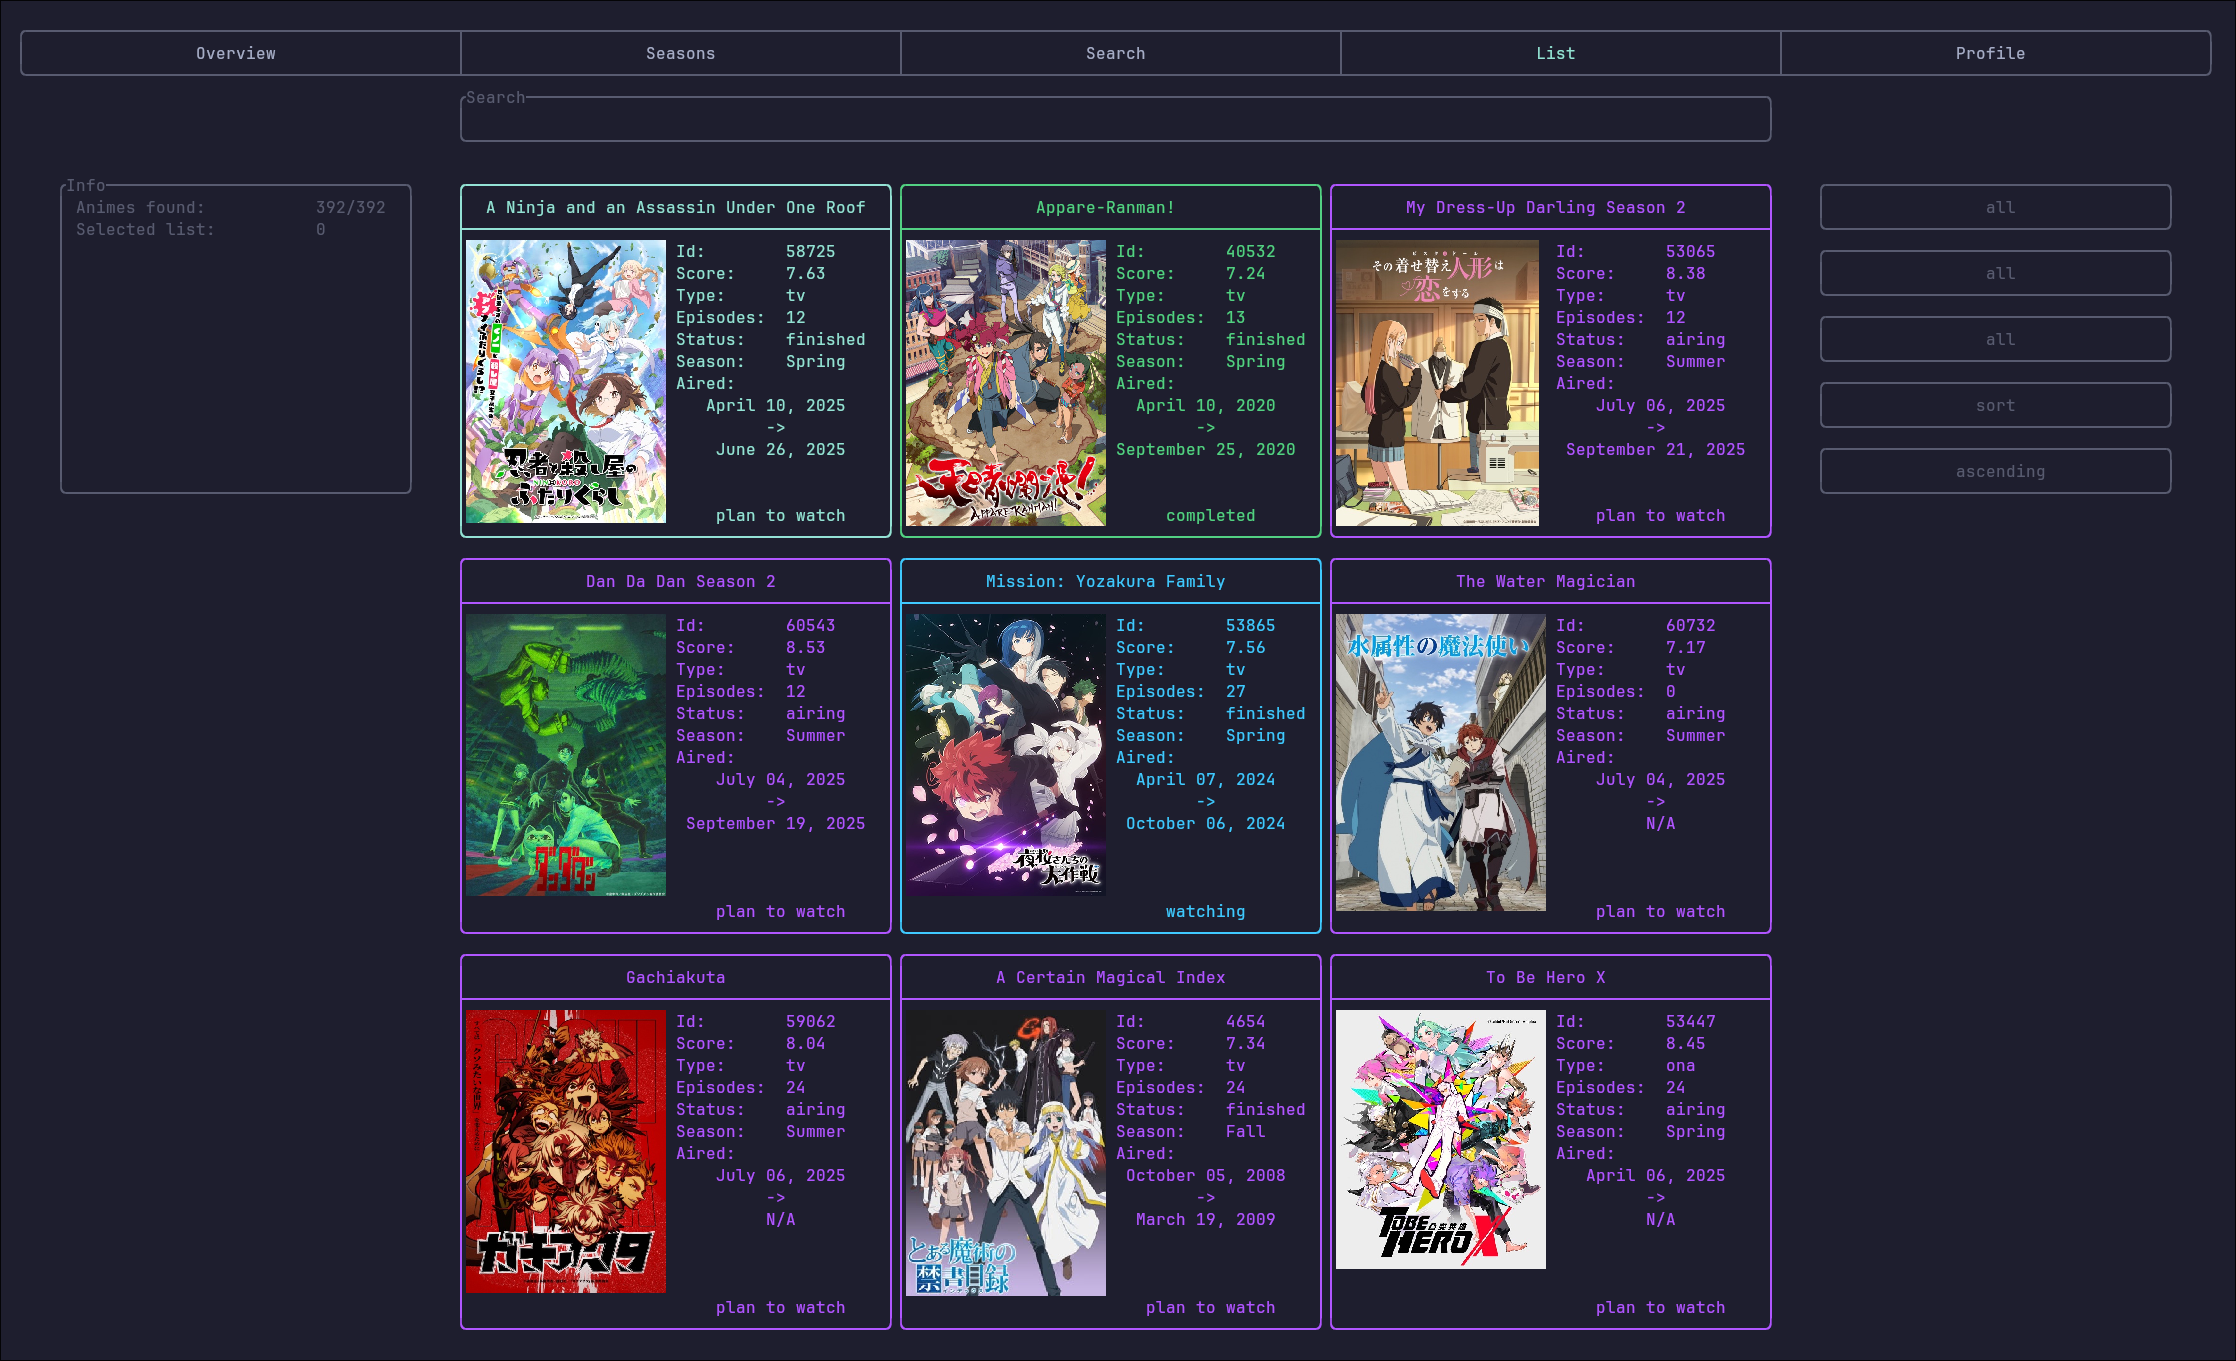 Overview
Seasons
Search
List
Profile
Search
Info
Animes found: 392/392
Selected list: 0
all
all
all
sort
ascending
A Ninja and an Assassin Under One Roof
忍者と殺し屋の
ふたりぐらし
Id: 58725
Score: 7.63
Type: tv
Episodes: 12
Status: finished
Season: Spring
Aired:
April 10, 2025
->
June 26, 2025
plan to watch
Appare-Ranman!
天晴爛漫!
APPARE-RANMAN!
Id: 40532
Score: 7.24
Type: tv
Episodes: 13
Status: finished
Season: Spring
Aired:
April 10, 2020
->
September 25, 2020
completed
My Dress-Up Darling Season 2
その着せ替え人形は
恋をする
Id: 53065
Score: 8.38
Type: tv
Episodes: 12
Status: airing
Season: Summer
Aired:
July 06, 2025
->
September 21, 2025
plan to watch
Dan Da Dan Season 2
ダンダダン
Id: 60543
Score: 8.53
Type: tv
Episodes: 12
Status: airing
Season: Summer
Aired:
July 04, 2025
->
September 19, 2025
plan to watch
Mission: Yozakura Family
夜桜さんちの
大作戦
Id: 53865
Score: 7.56
Type: tv
Episodes: 27
Status: finished
Season: Spring
Aired:
April 07, 2024
->
October 06, 2024
watching
The Water Magician
水属性の魔法使い
Id: 60732
Score: 7.17
Type: tv
Episodes: 0
Status: airing
Season: Summer
Aired:
July 04, 2025
->
N/A
plan to watch
Gachiakuta
ガチアクタ
Id: 59062
Score: 8.04
Type: tv
Episodes: 24
Status: airing
Season: Summer
Aired:
July 06, 2025
->
N/A
plan to watch
A Certain Magical Index
とある魔術の
禁書目録
Id: 4654
Score: 7.34
Type: tv
Episodes: 24
Status: finished
Season: Fall
Aired:
October 05, 2008
->
March 19, 2009
plan to watch
To Be Hero X
TOBE
HERO X
Id: 53447
Score: 8.45
Type: ona
Episodes: 24
Status: airing
Season: Spring
Aired:
April 06, 2025
->
N/A
plan to watch